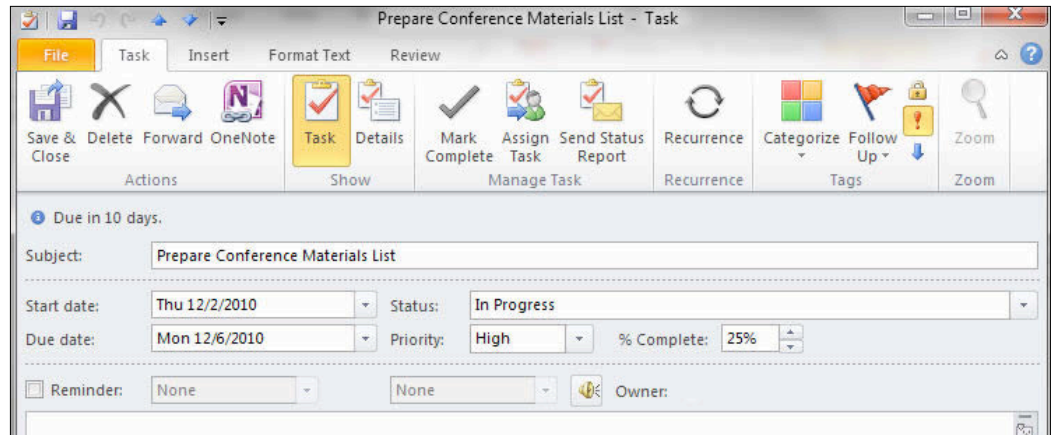 Prepare Conference Materials List - Task
File Task Insert Format Text Review
Save & Close Delete Forward OneNote Task Details Mark Complete Assign Task Send Status Report Recurrence Categorize Follow Up Zoom
Actions Show Manage Task Recurrence Tags Zoom
Due in 10 days.
Subject: Prepare Conference Materials List
Start date: Thu 12/2/2010 Status: In Progress
Due date: Mon 12/6/2010 Priority: High % Complete: 25%
Reminder: None None Owner: